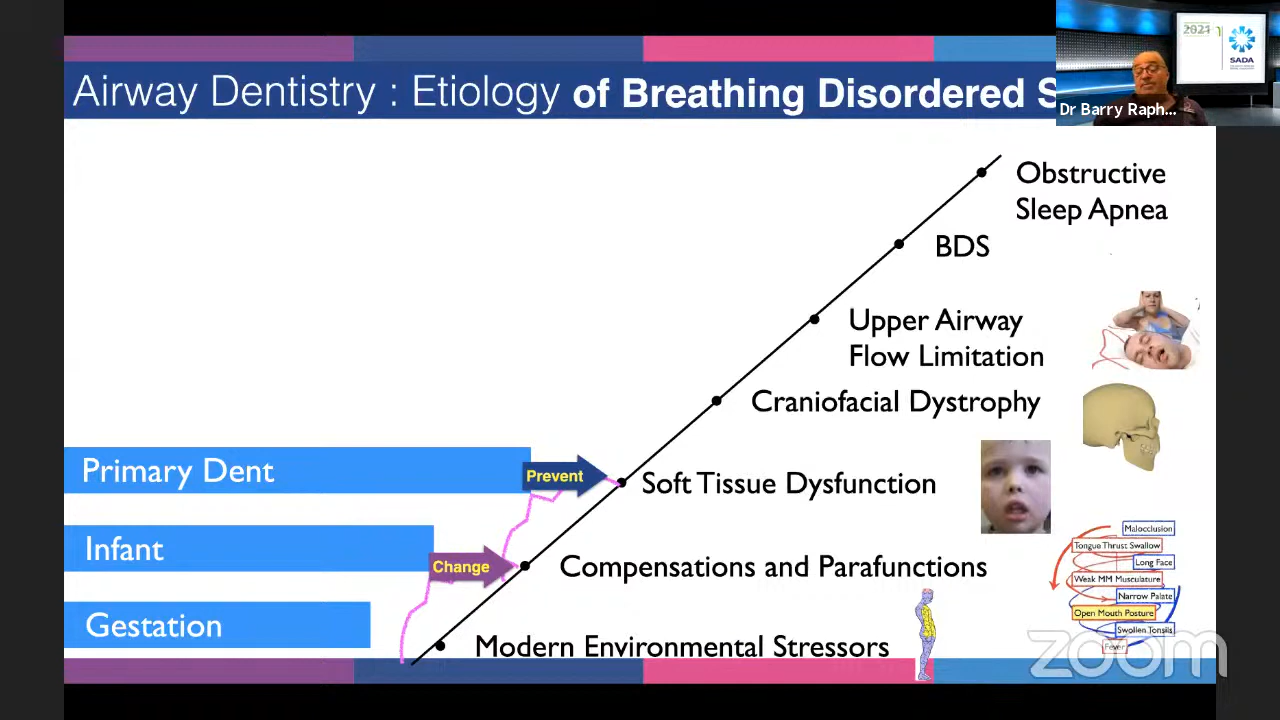 Airway Dentistry : Etiology of Breathing Disordered S
2021
SADA
Dr Barry Raph...
Obstructive
Sleep Apnea
BDS
Upper Airway
Flow Limitation
Craniofacial Dystrophy
Primary Dent
Prevent
Soft Tissue Dysfunction
Infant
Change
Compensations and Parafunctions
Gestation
Modern Environmental Stressors
Malocclusion
Tongue Thrust Swallow
Long Face
Weak MM Musculature
Narrow Palate
Open Mouth Posture
Swollen Tonsils
Fever
zoom